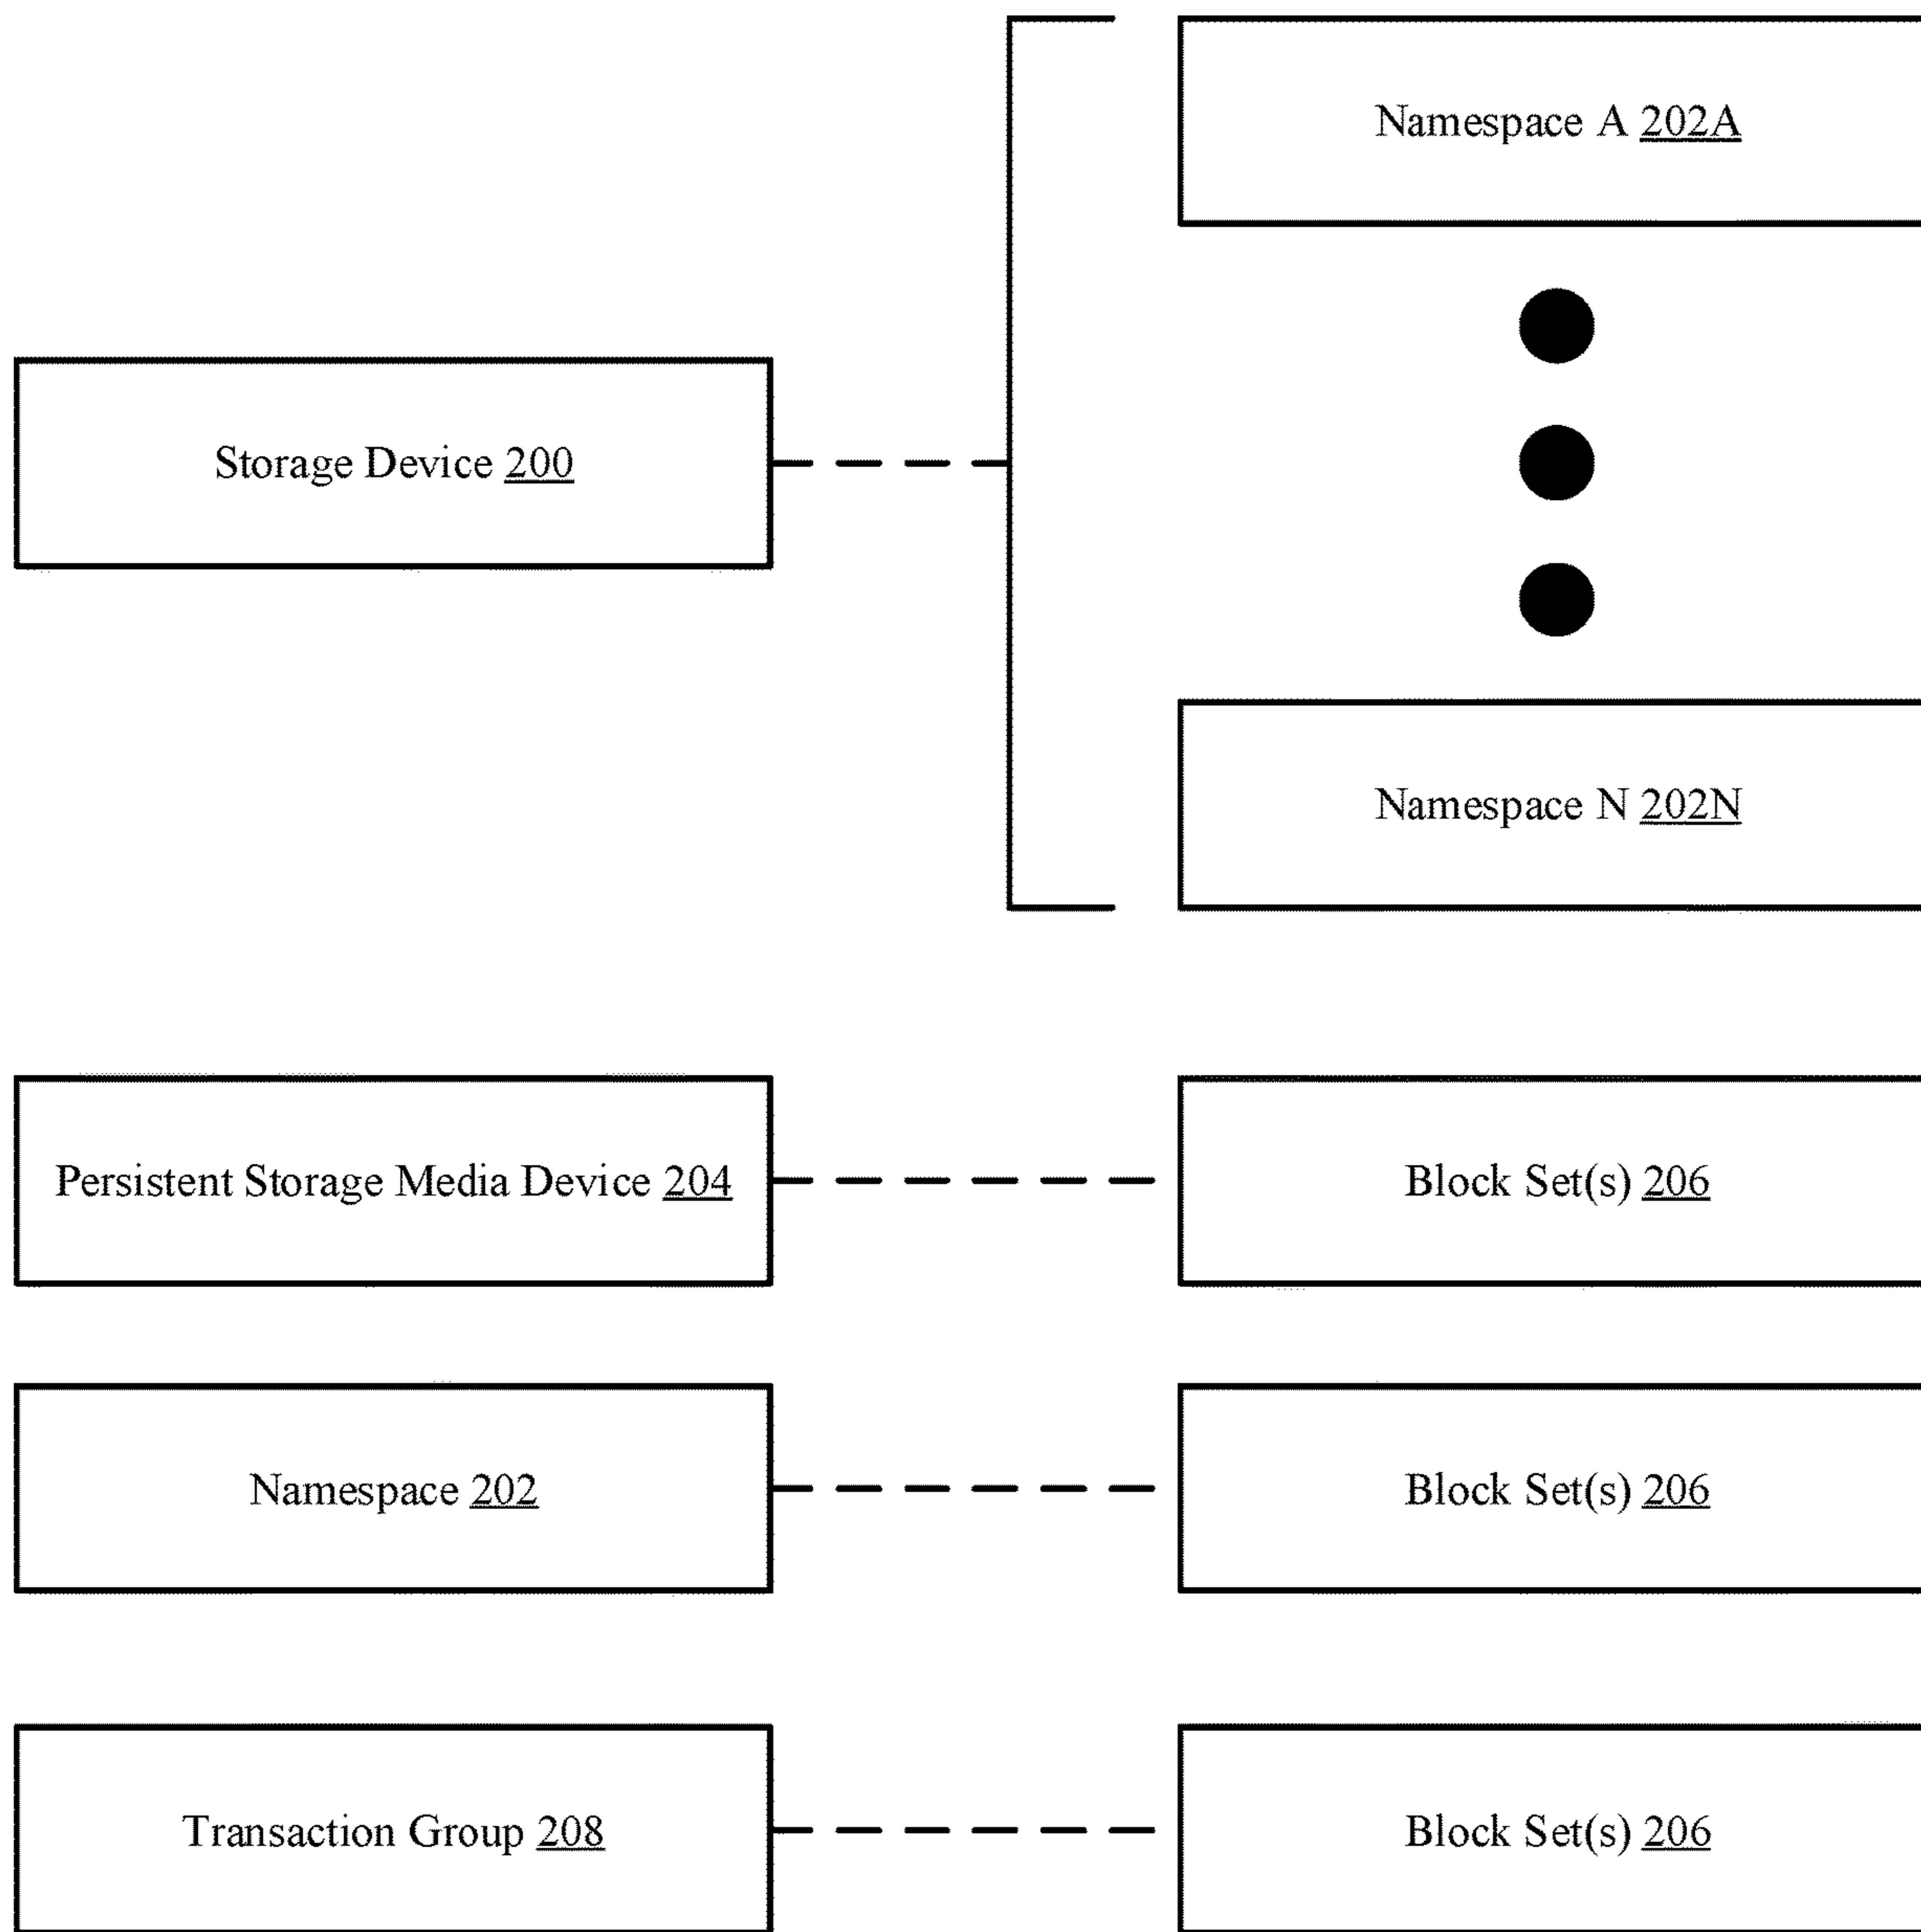 Namespace A 202A
Storage Device 200
Namespace N 202N
Persistent Storage Media Device 204
Block Set(s) 206
Namespace 202
Block Set(s) 206
Transaction Group 208
Block Set(s) 206